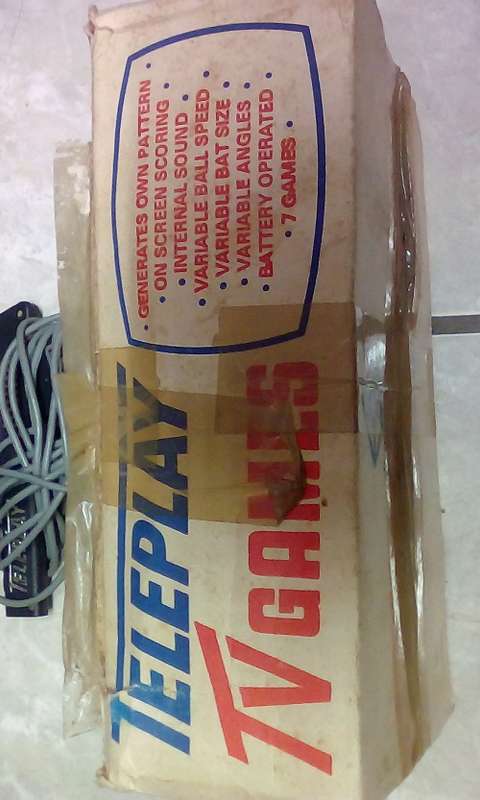 TELEPLAY
TV GAMES
• GENERATES OWN PATTERN •
• ON SCREEN SCORING •
• INTERNAL SOUND •
• VARIABLE BALL SPEED •
• VARIABLE BAT SIZE •
• VARIABLE ANGLES •
• BATTERY OPERATED •
• 7 GAMES •
TELEPLAY